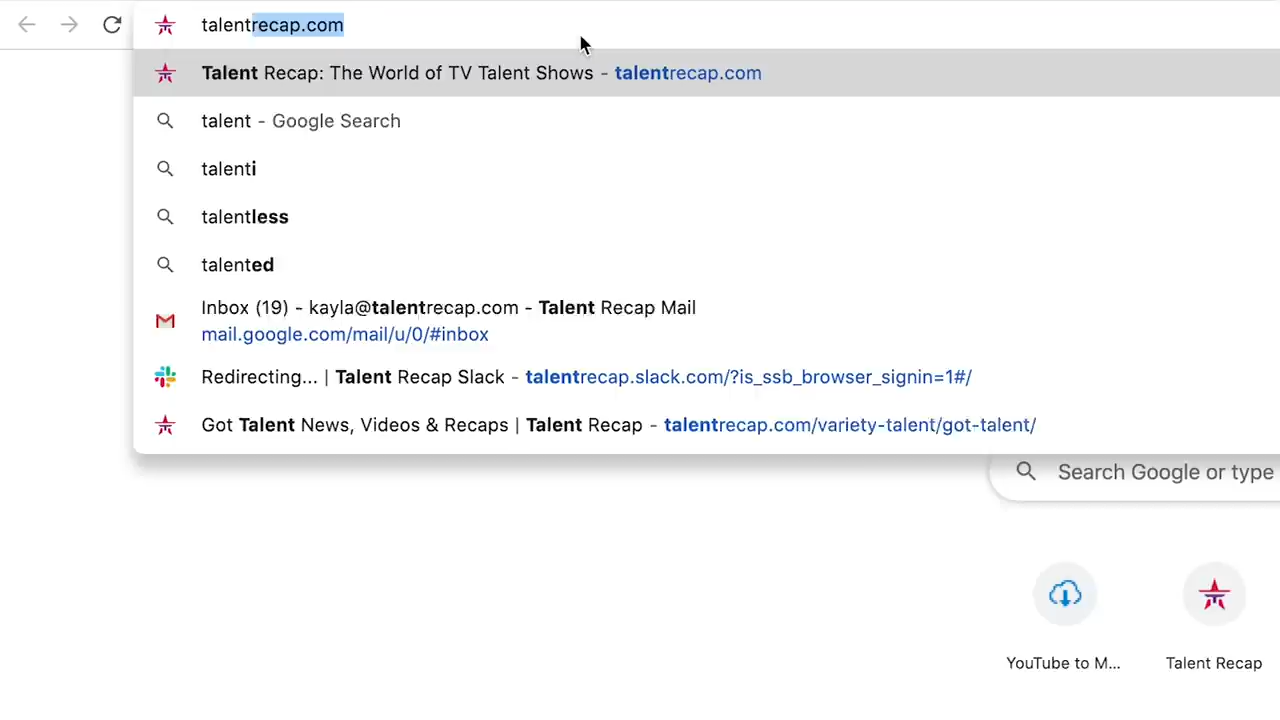 talentrecap.com
Talent Recap: The World of TV Talent Shows - talentrecap.com
talent - Google Search
talenti
talentless
talented
Inbox (19) - kayla@talentrecap.com - Talent Recap Mail
mail.google.com/mail/u/0/#inbox
Redirecting... | Talent Recap Slack - talentrecap.slack.com/?is_ssb_browser_signin=1#/
Got Talent News, Videos & Recaps | Talent Recap - talentrecap.com/variety-talent/got-talent/
Search Google or type
YouTube to M...
Talent Recap